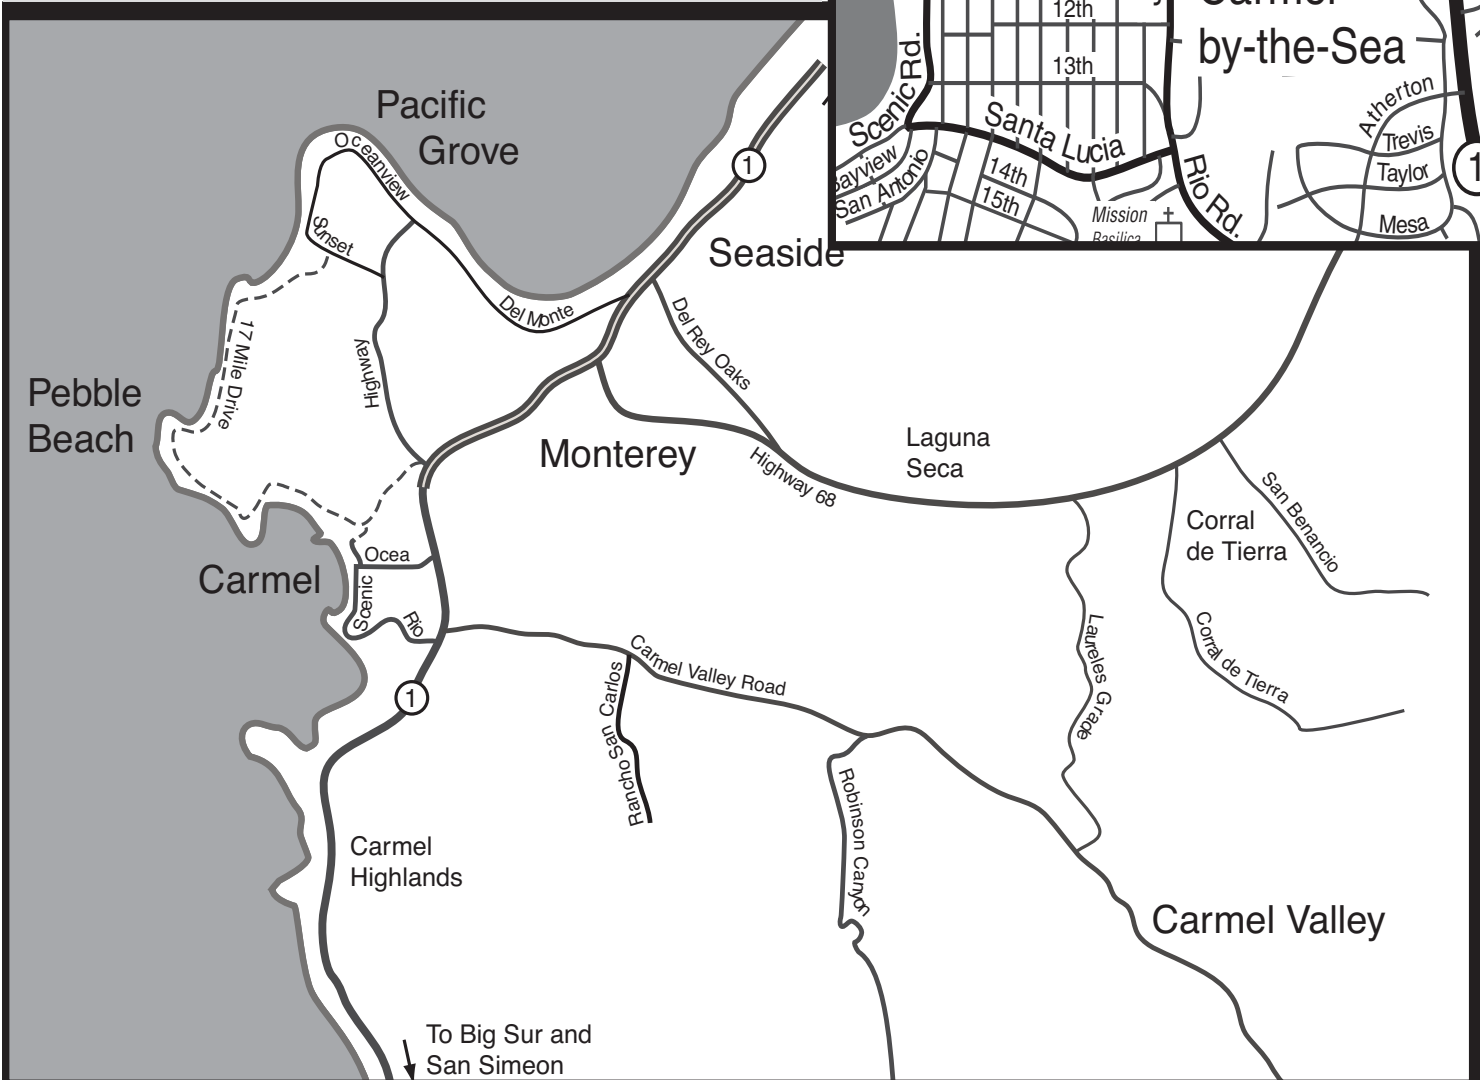 12th
by-the-Sea
13th
Scenic Rd.
Santa Lucia
Atherton
Trevis
Taylor
Mesa
14th
15th
San Antonio
Rio Rd.
Mission
Basilica
1
1
Pacific
Grove
Oceanview
Sunset
Seaside
Del Monte
Del Rey Oaks
17 Mile Drive
Highway
Pebble
Beach
Monterey
Highway 68
Laguna
Seca
San Benancio
Corral
de Tierra
Ocea
Carmel
Scenic
Rio
Carmel Valley Road
Rancho San Carlos
Laureles Grade
Corral de Tierra
1
Robinson Canyon
Carmel
Highlands
Carmel Valley
To Big Sur and
San Simeon